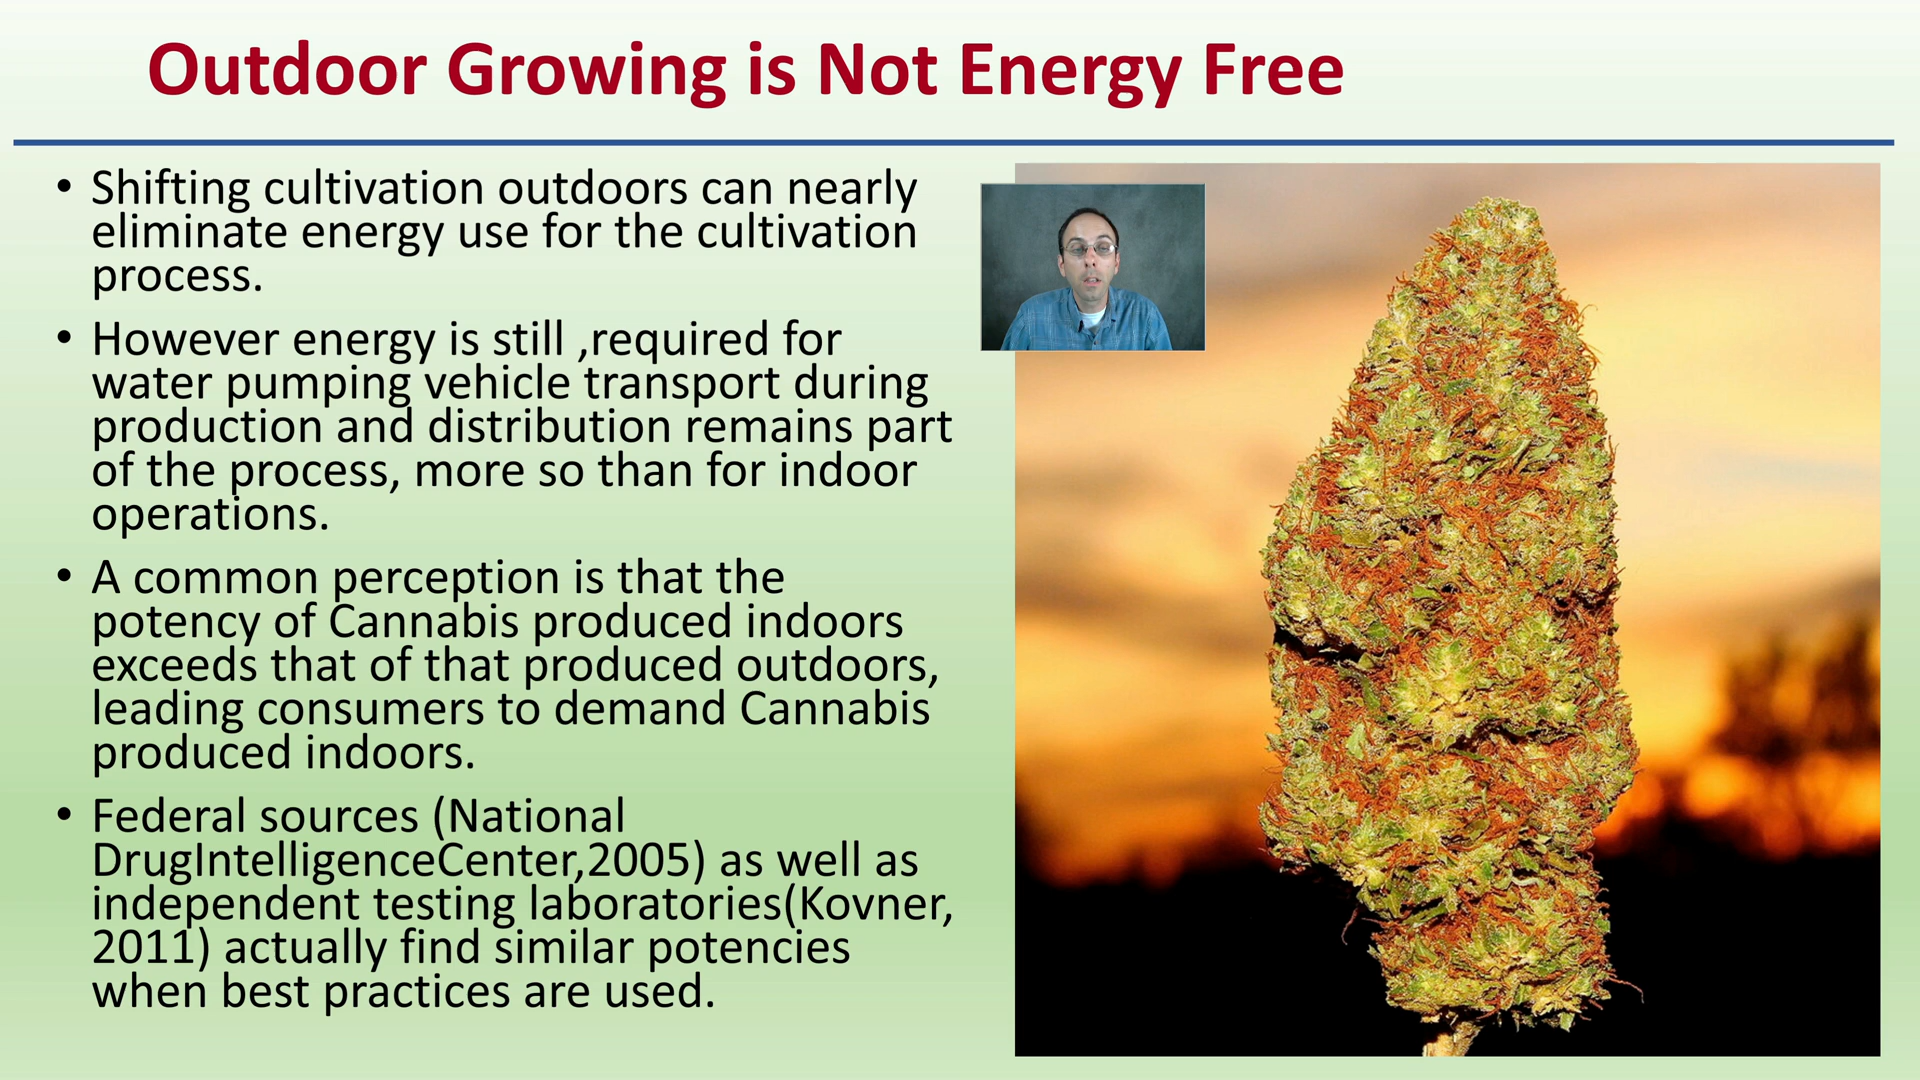 Outdoor Growing is Not Energy Free
• Shifting cultivation outdoors can nearly
eliminate energy use for the cultivation
process.
• However energy is still ,required for
water pumping vehicle transport during
production and distribution remains part
of the process, more so than for indoor
operations.
• A common perception is that the
potency of Cannabis produced indoors
exceeds that of that produced outdoors,
leading consumers to demand Cannabis
produced indoors.
• Federal sources (National
DrugIntelligenceCenter,2005) as well as
independent testing laboratories(Kovner,
2011) actually find similar potencies
when best practices are used.